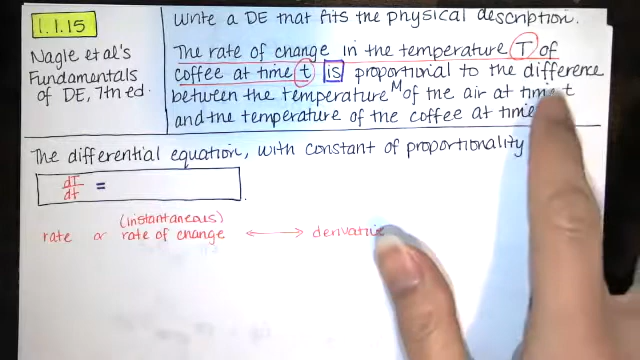 1.1.15
Nagle et al's
Fundamentals
of DE, 7th ed.
Write a DE that fits the physical description.
The rate of change in the temperature T of
coffee at time t is proportional to the difference
between the temperature M of the air at time t
and the temperature of the coffee at time
The differential equation, with constant of proportionality
dT/dt =
(instantaneous)
rate or rate of change ⟷ derivative